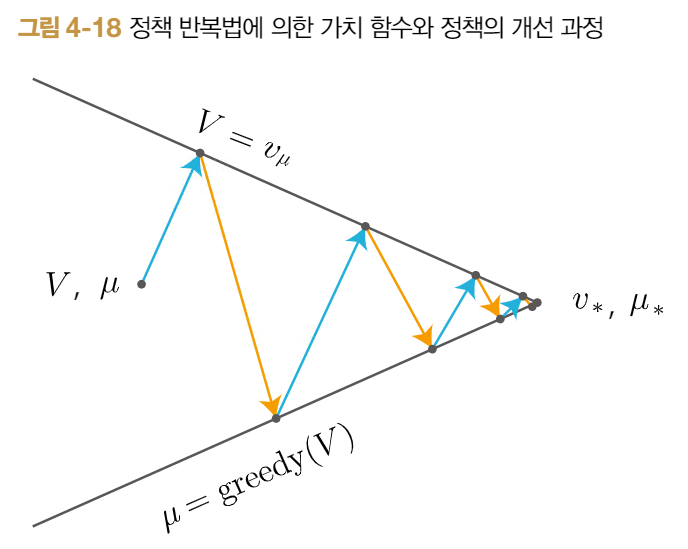 그림 4-18 정책 반복법에 의한 가치 함수와 정책의 개선 과정
V = v_μ
V, μ
v_*, μ_*
μ = greedy(V)